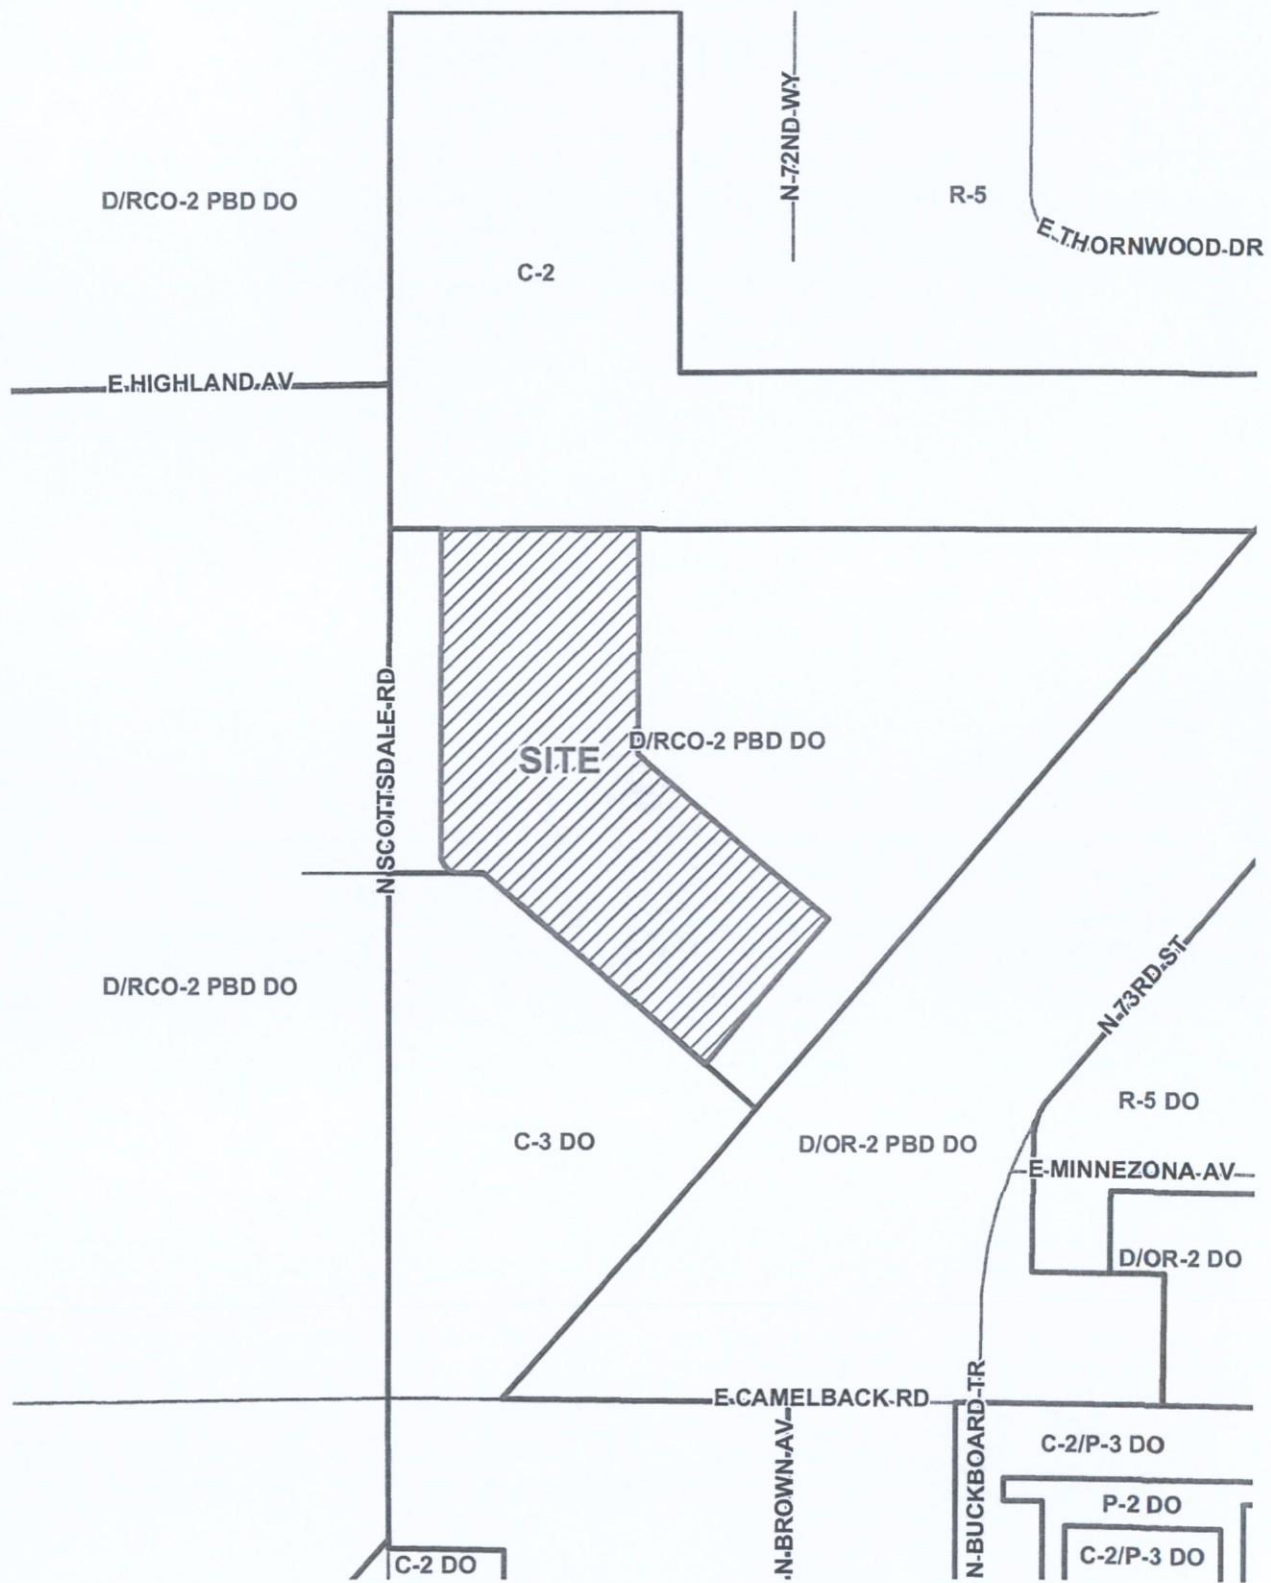 N 72ND WY
D/RCO-2 PBD DO
R-5
E THORNWOOD DR
C-2
E HIGHLAND AV
N SCOTTSDALE RD
SITE
D/RCO-2 PBD DO
D/RCO-2 PBD DO
N 73RD ST
R-5 DO
C-3 DO
D/OR-2 PBD DO
E MINNEZONA AV
D/OR-2 DO
E CAMELBACK RD
N BROWN AV
N BUCKBOARD TR
C-2/P-3 DO
P-2 DO
C-2 DO
C-2/P-3 DO